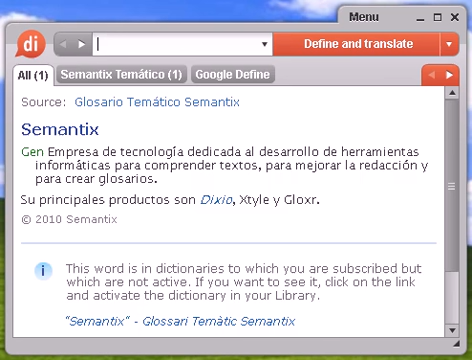 Menu
di
Define and translate
All (1) Semantix Temático (1) Google Define
Source: Glosario Temático Semantix
Semantix
Gen Empresa de tecnología dedicada al desarrollo de herramientas
informáticas para comprender textos, para mejorar la redacción y
para crear glosarios.
Su principales productos son Dixio, Xtyle y Gloxr.
© 2010 Semantix
i
This word is in dictionaries to which you are subscribed but
which are not active. If you want to see it, click on the link
and activate the dictionary in your Library.
"Semantix" - Glossari Temàtic Semantix